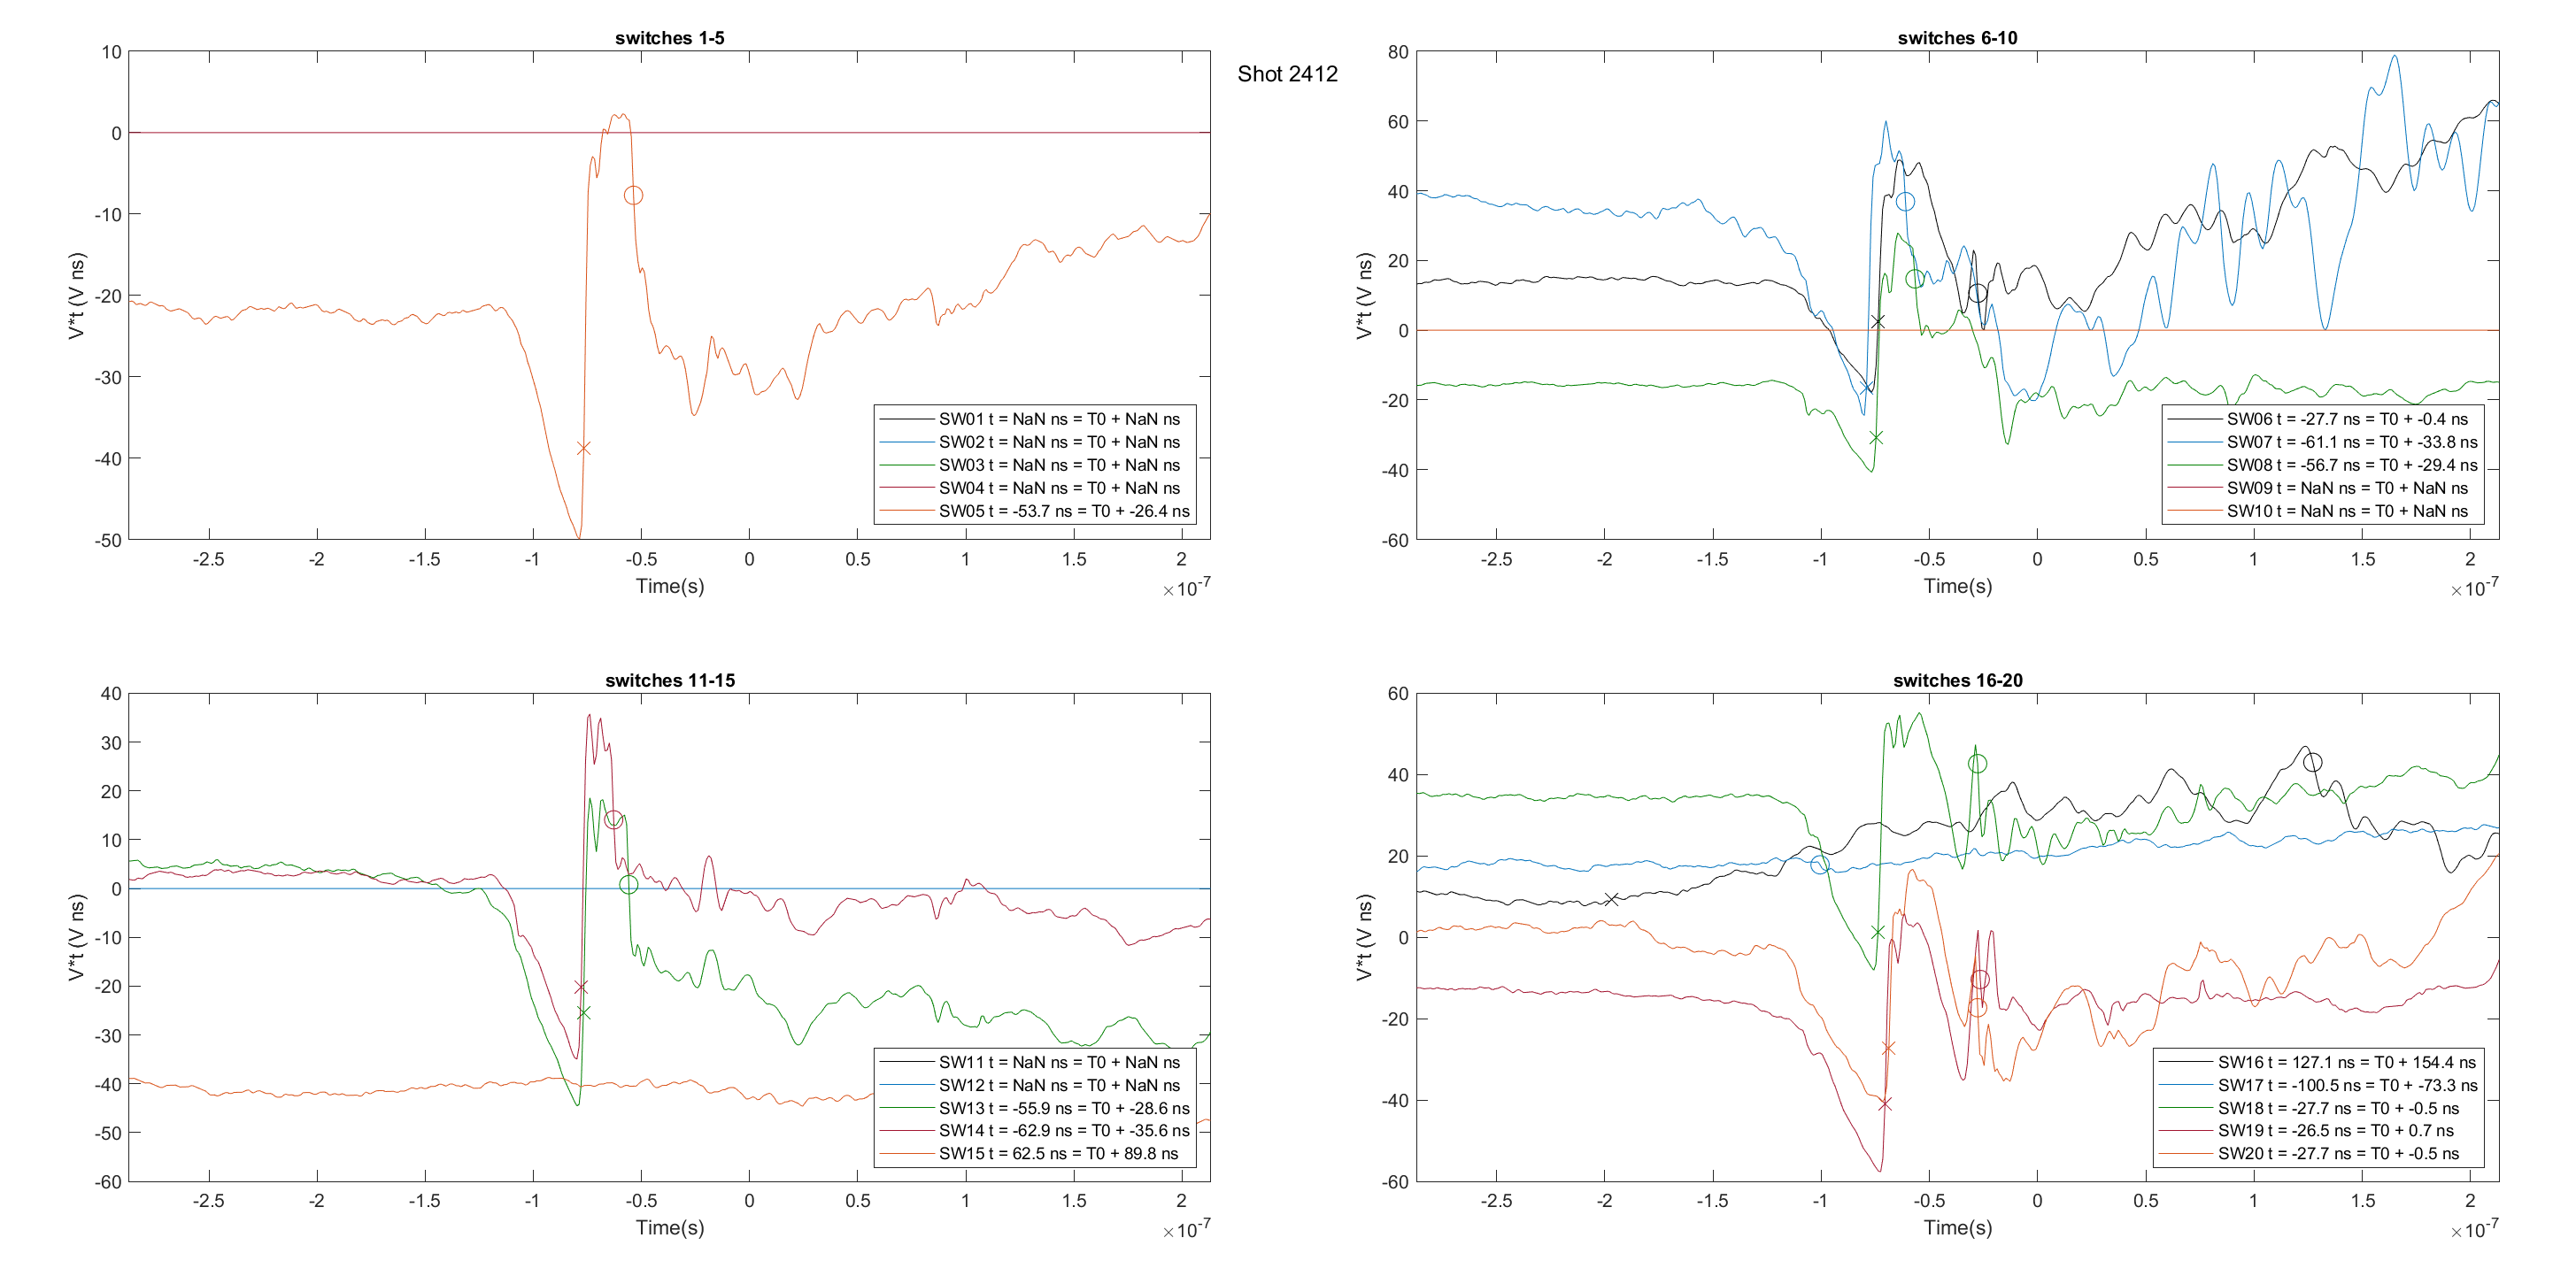 Shot 2412
switches 1-5
10
0
-10
-20
-30
-40
-50
V*t (V ns)
-2.5 -2 -1.5 -1 -0.5 0 0.5 1 1.5 2
Time(s)
×10-7
SW01 t = NaN ns = T0 + NaN ns
SW02 t = NaN ns = T0 + NaN ns
SW03 t = NaN ns = T0 + NaN ns
SW04 t = NaN ns = T0 + NaN ns
SW05 t = -53.7 ns = T0 + -26.4 ns
switches 6-10
80
60
40
20
0
-20
-40
-60
V*t (V ns)
-2.5 -2 -1.5 -1 -0.5 0 0.5 1 1.5 2
Time(s)
×10-7
SW06 t = -27.7 ns = T0 + -0.4 ns
SW07 t = -61.1 ns = T0 + -33.8 ns
SW08 t = -56.7 ns = T0 + -29.4 ns
SW09 t = NaN ns = T0 + NaN ns
SW10 t = NaN ns = T0 + NaN ns
switches 11-15
40
30
20
10
0
-10
-20
-30
-40
-50
-60
V*t (V ns)
-2.5 -2 -1.5 -1 -0.5 0 0.5 1 1.5 2
Time(s)
×10-7
SW11 t = NaN ns = T0 + NaN ns
SW12 t = NaN ns = T0 + NaN ns
SW13 t = -55.9 ns = T0 + -28.6 ns
SW14 t = -62.9 ns = T0 + -35.6 ns
SW15 t = 62.5 ns = T0 + 89.8 ns
switches 16-20
60
40
20
0
-20
-40
-60
V*t (V ns)
-2.5 -2 -1.5 -1 -0.5 0 0.5 1 1.5 2
Time(s)
×10-7
SW16 t = 127.1 ns = T0 + 154.4 ns
SW17 t = -100.5 ns = T0 + -73.3 ns
SW18 t = -27.7 ns = T0 + -0.5 ns
SW19 t = -26.5 ns = T0 + 0.7 ns
SW20 t = -27.7 ns = T0 + -0.5 ns